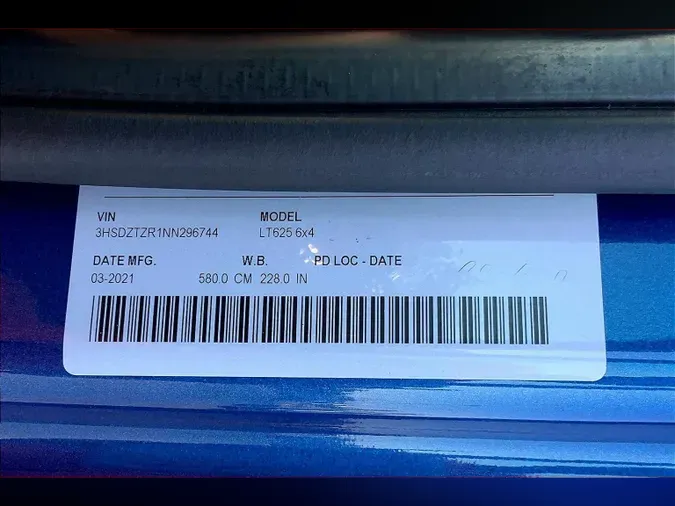 VIN MODEL
3HSDZTZR1NN296744 LT625 6x4
DATE MFG. W.B. PD LOC - DATE
03-2021 580.0 CM 228.0 IN